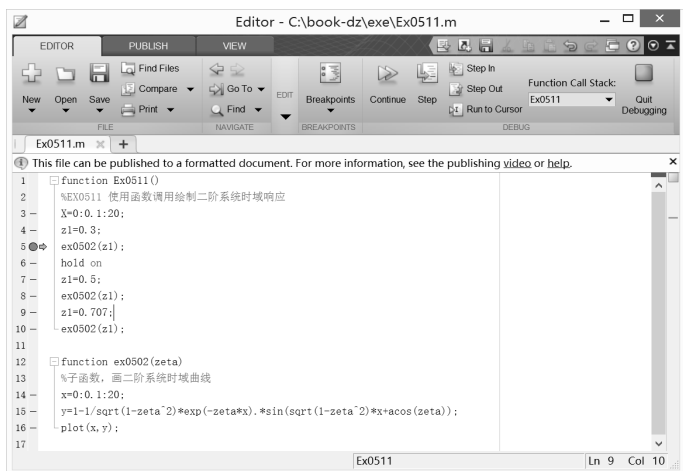 Editor - C:\book-dz\exe\Ex0511.m
EDITOR PUBLISH VIEW
New Open Save Find Files Compare Print
FILE
Go To Find
NAVIGATE
EDIT
Breakpoints
BREAKPOINTS
Continue Step Step In Step Out Run to Cursor Function Call Stack: Ex0511 Quit Debugging
DEBUG
Ex0511.m
This file can be published to a formatted document. For more information, see the publishing video or help.
1 function Ex0511()
2 %EX0511 使用函数调用绘制二阶系统时域响应
3 — X=0:0.1:20;
4 — z1=0.3;
5 ex0502(z1);
6 — hold on
7 — z1=0.5;
8 — ex0502(z1);
9 — z1=0.707;
10 — ex0502(z1);
11
12 function ex0502(zeta)
13 %子函数，画二阶系统时域曲线
14 — x=0:0.1:20;
15 — y=1-1/sqrt(1-zeta^2)*exp(-zeta*x).*sin(sqrt(1-zeta^2)*x+acos(zeta));
16 — plot(x,y);
17
Ex0511 Ln 9 Col 10